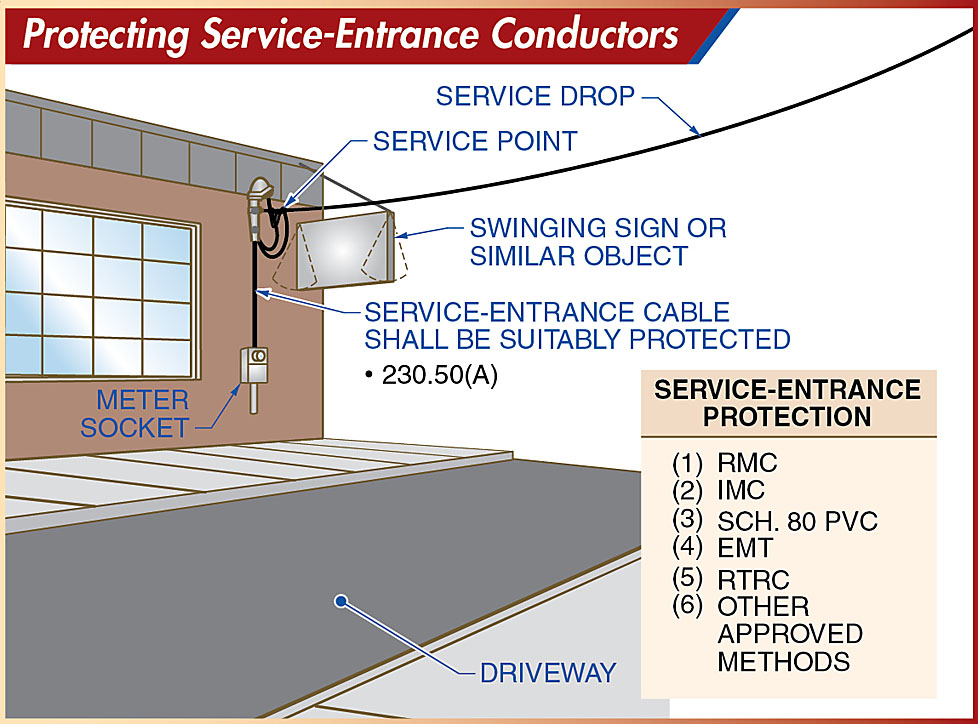 Protecting Service-Entrance Conductors
SERVICE DROP
SERVICE POINT
SWINGING SIGN OR
SIMILAR OBJECT
SERVICE-ENTRANCE CABLE
SHALL BE SUITABLY PROTECTED
• 230.50(A)
METER
SOCKET
SERVICE-ENTRANCE
PROTECTION
(1) RMC
(2) IMC
(3) SCH. 80 PVC
(4) EMT
(5) RTRC
(6) OTHER
APPROVED
METHODS
DRIVEWAY